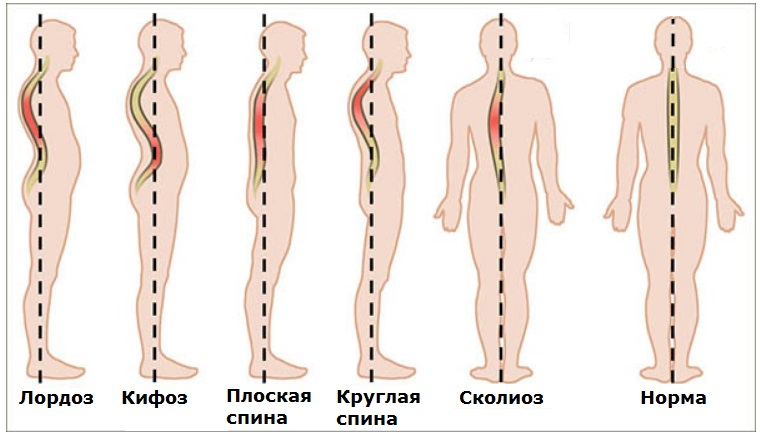 Лордоз
Кифоз
Плоская
спина
Круглая
спина
Сколиоз
Норма